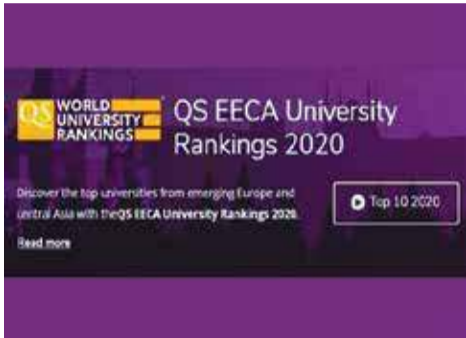 QS WORLD
UNIVERSITY
RANKINGS
QS EECA University
Rankings 2020
Discover the top universities from emerging Europe and
central Asia with theQS EECA University Rankings 2020.
Read more
Top 10 2020